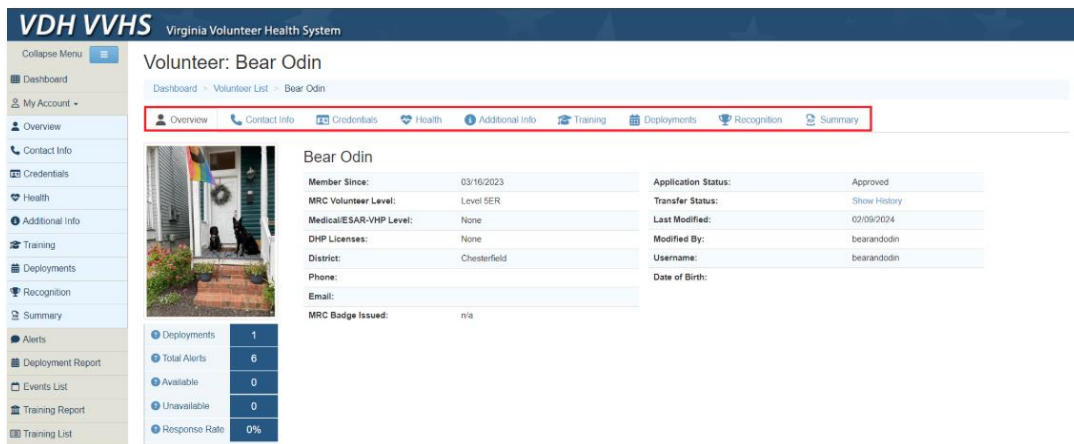 VDH VVHS Virginia Volunteer Health System
Collapse Menu
Dashboard
My Account
Overview
Contact Info
Credentials
Health
Additional Info
Training
Deployments
Recognition
Summary
Alerts
Deployment Report
Events List
Training Report
Training List
Volunteer: Bear Odin
Dashboard > Volunteer List > Bear Odin
Overview Contact Info Credentials Health Additional Info Training Deployments Recognition Summary
Bear Odin
Member Since: 03/16/2023
MRC Volunteer Level: Level 5ER
Medical/ESAR-VHP Level: None
DHP Licenses: None
District: Chesterfield
Phone:
Email:
MRC Badge Issued: n/a
Application Status: Approved
Transfer Status: Show History
Last Modified: 02/09/2024
Modified By: bearandodin
Username: bearandodin
Date of Birth:
Deployments 1
Total Alerts 6
Available 0
Unavailable 0
Response Rate 0%